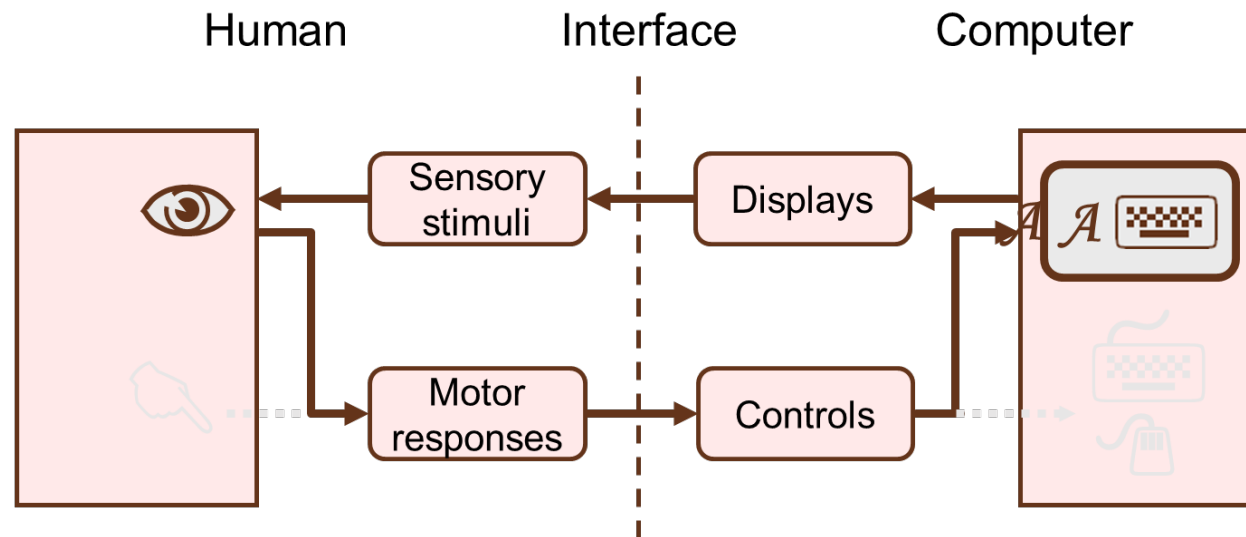 Human Interface Computer
Sensory
stimuli
Displays
A A
Motor
responses
Controls